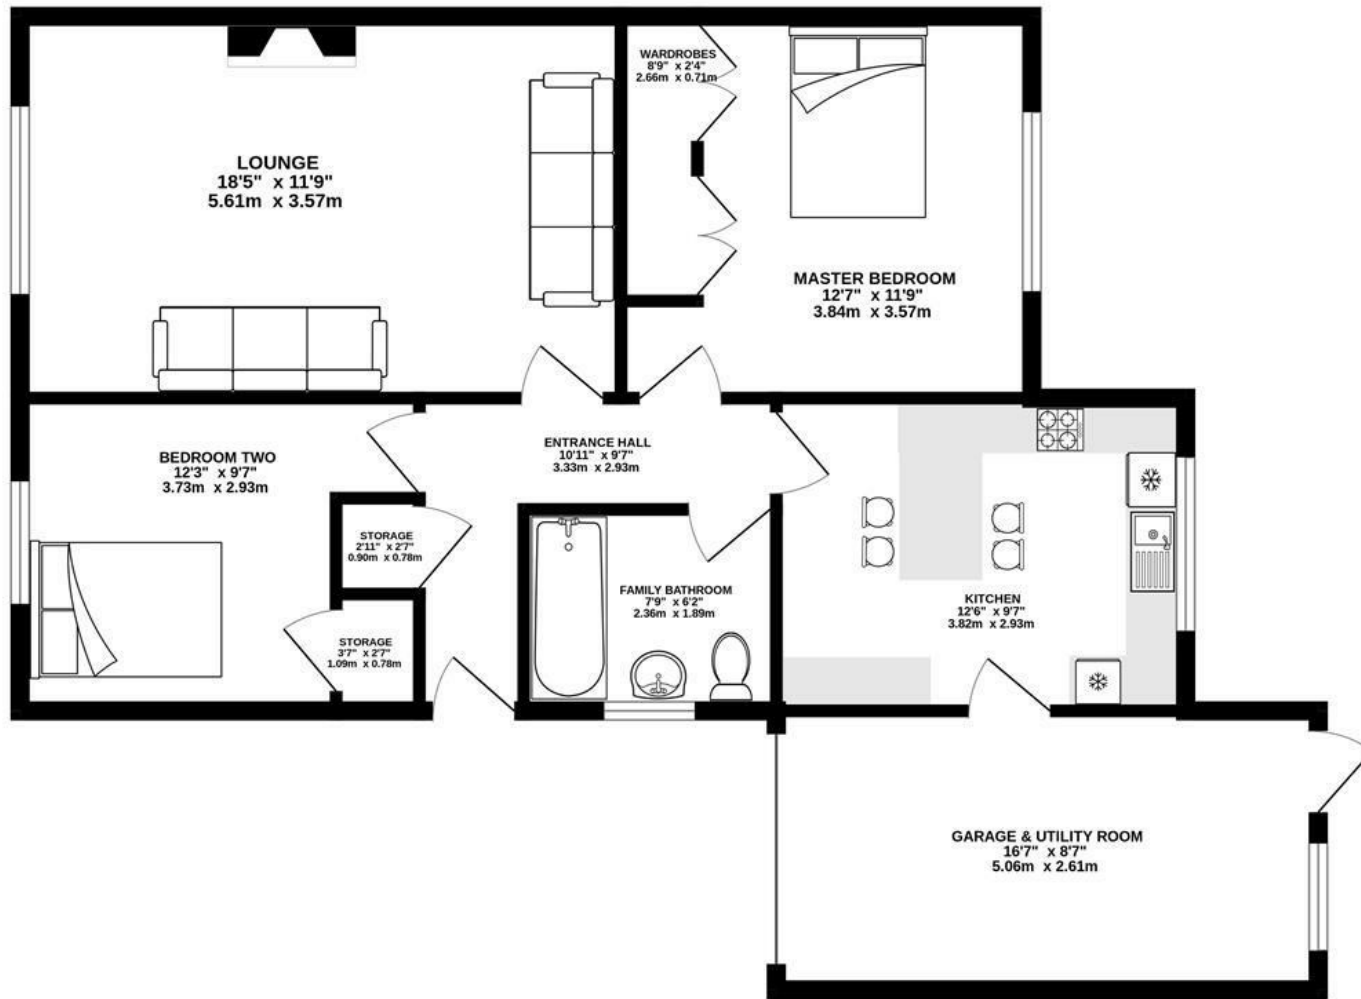 LOUNGE
18'5" x 11'9"
5.61m x 3.57m
WARDROBES
8'9" x 2'4"
2.66m x 0.71m
MASTER BEDROOM
12'7" x 11'9"
3.84m x 3.57m
BEDROOM TWO
12'3" x 9'7"
3.73m x 2.93m
ENTRANCE HALL
10'11" x 9'7"
3.33m x 2.93m
STORAGE
2'11" x 2'7"
0.90m x 0.78m
STORAGE
3'7" x 2'7"
1.09m x 0.78m
FAMILY BATHROOM
7'9" x 6'2"
2.36m x 1.89m
KITCHEN
12'6" x 9'7"
3.82m x 2.93m
GARAGE & UTILITY ROOM
16'7" x 8'7"
5.06m x 2.61m